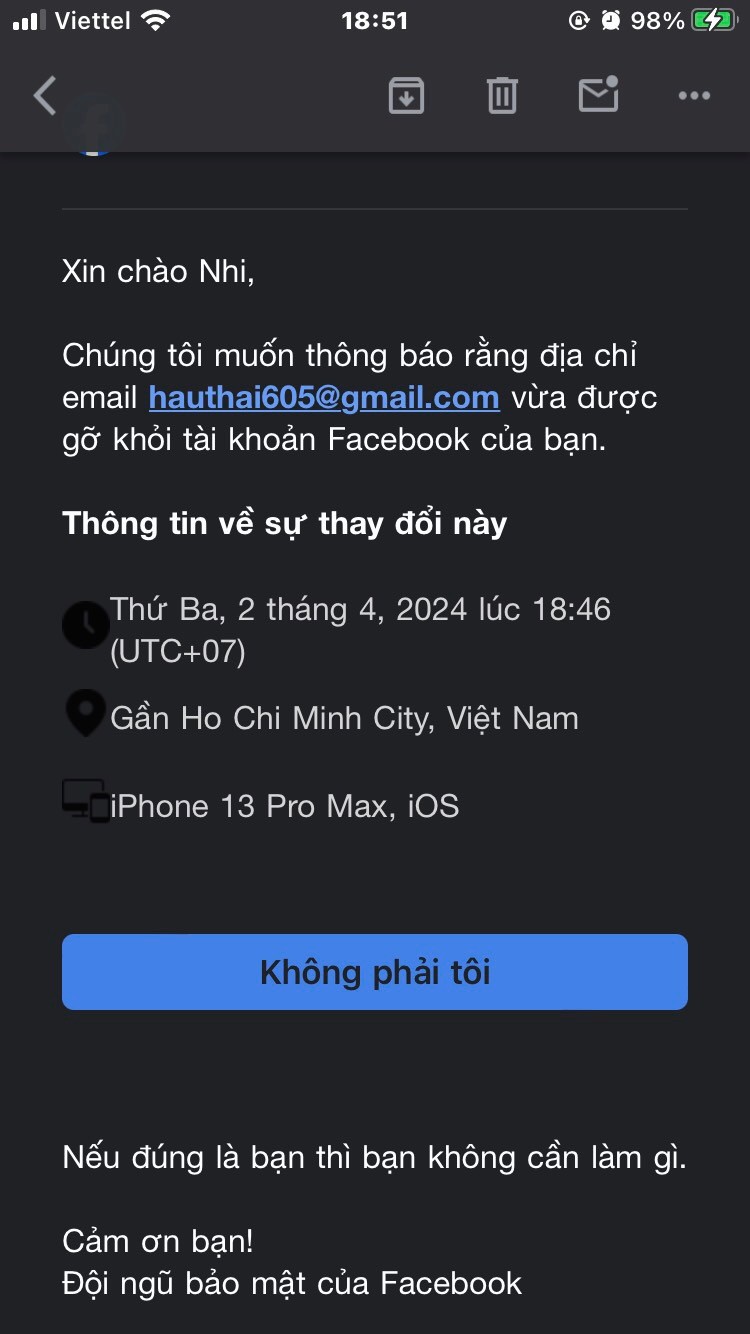 Viettel 18:51 98%
Xin chào Nhi,
Chúng tôi muốn thông báo rằng địa chỉ
email hauthai605@gmail.com vừa được
gỡ khỏi tài khoản Facebook của bạn.
Thông tin về sự thay đổi này
Thứ Ba, 2 tháng 4, 2024 lúc 18:46
(UTC+07)
Gần Ho Chi Minh City, Việt Nam
iPhone 13 Pro Max, iOS
Không phải tôi
Nếu đúng là bạn thì bạn không cần làm gì.
Cảm ơn bạn!
Đội ngũ bảo mật của Facebook